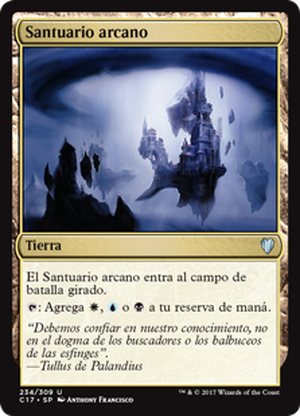 Santuario arcano
Tierra
El Santuario arcano entra al campo de
batalla girado.
: Agrega , o a tu reserva de maná.
“Debemos confiar en nuestro conocimiento, no
en el dogma de los buscadores o los balbuceos
de las esfinges”.
—Tullus de Palandius
234/309 U
C17 • SP Anthony Francisco
™ & © 2017 Wizards of the Coast